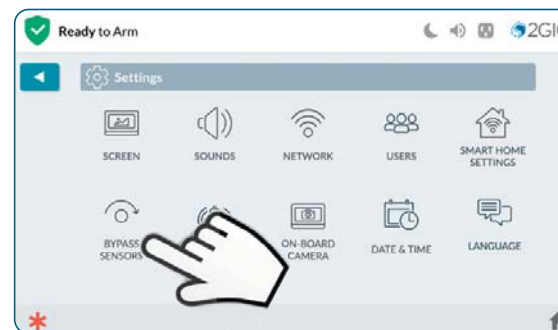 Ready to Arm
2GI
Settings
SCREEN
SOUNDS
NETWORK
USERS
SMART HOME
SETTINGS
BYPASS
SENSORS
ON-BOARD
CAMERA
DATE & TIME
LANGUAGE